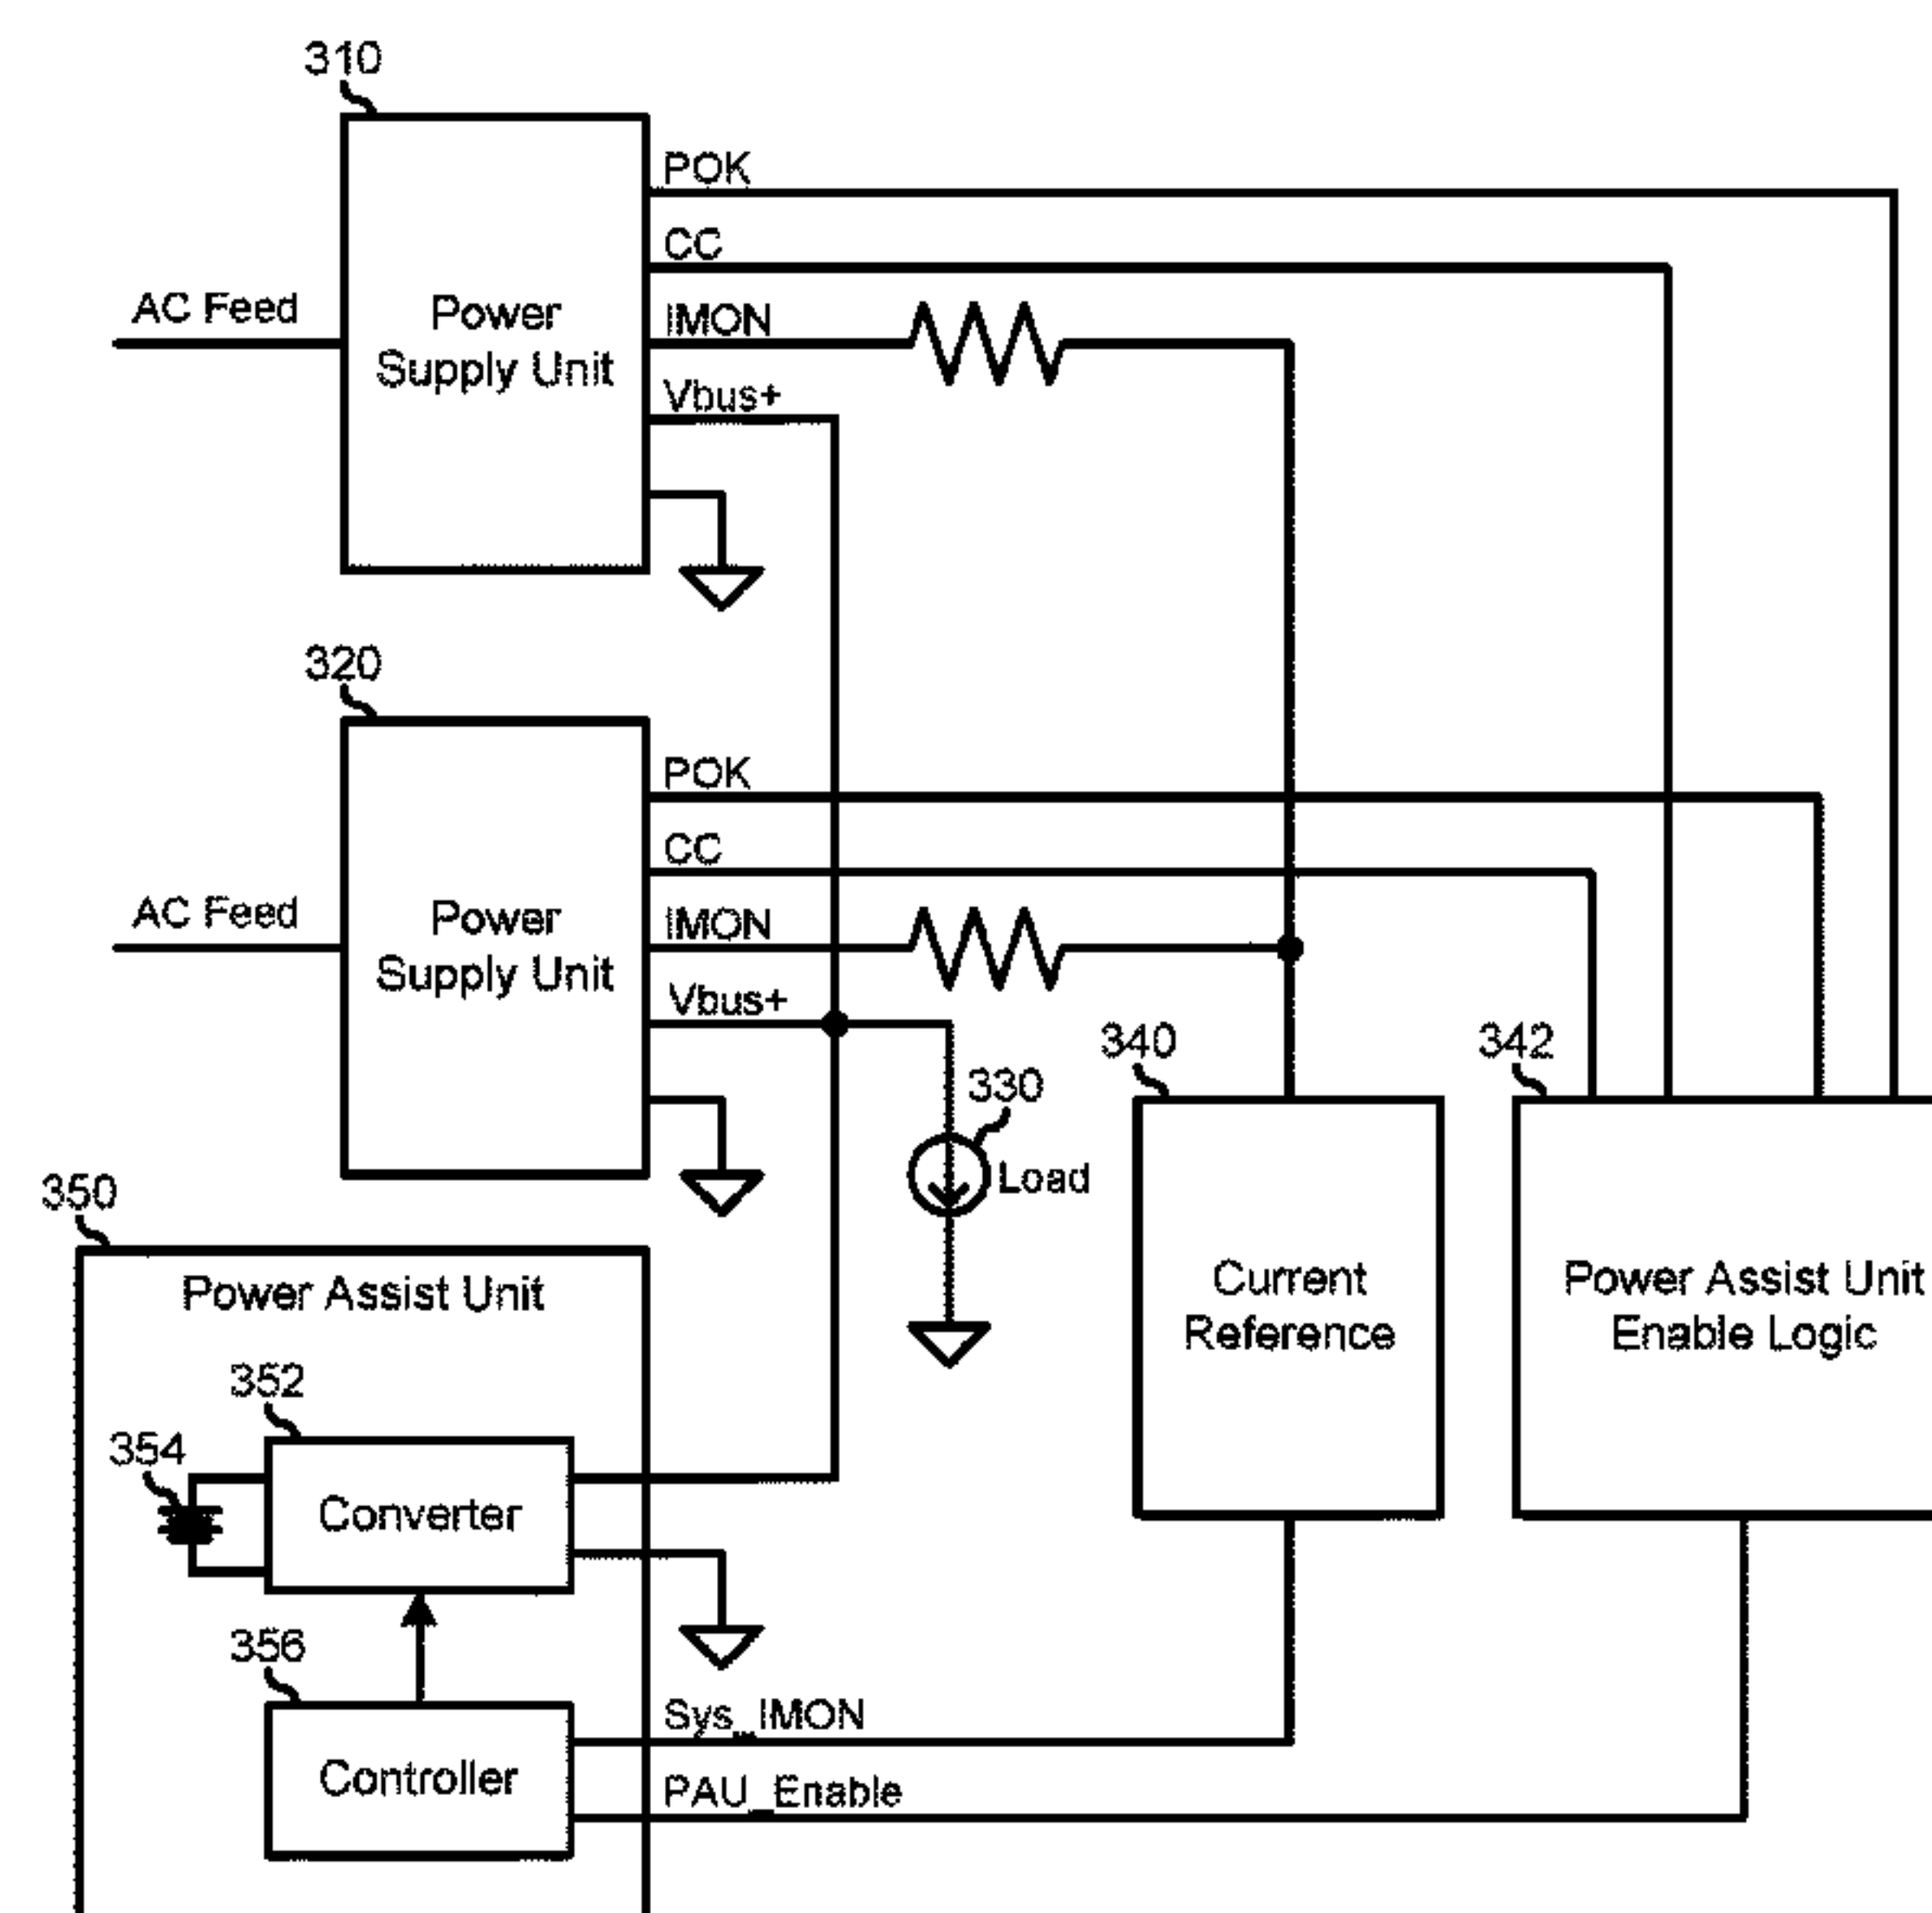 310
POK
CC
AC Feed
Power
Supply Unit
IMON
Vbus+
320
POK
CC
AC Feed
Power
Supply Unit
IMON
Vbus+
340
342
330
Load
350
Power Assist Unit
Current
Reference
Power Assist Unit
Enable Logic
352
354
Converter
356
Controller
Sys_IMON
PAU_Enable